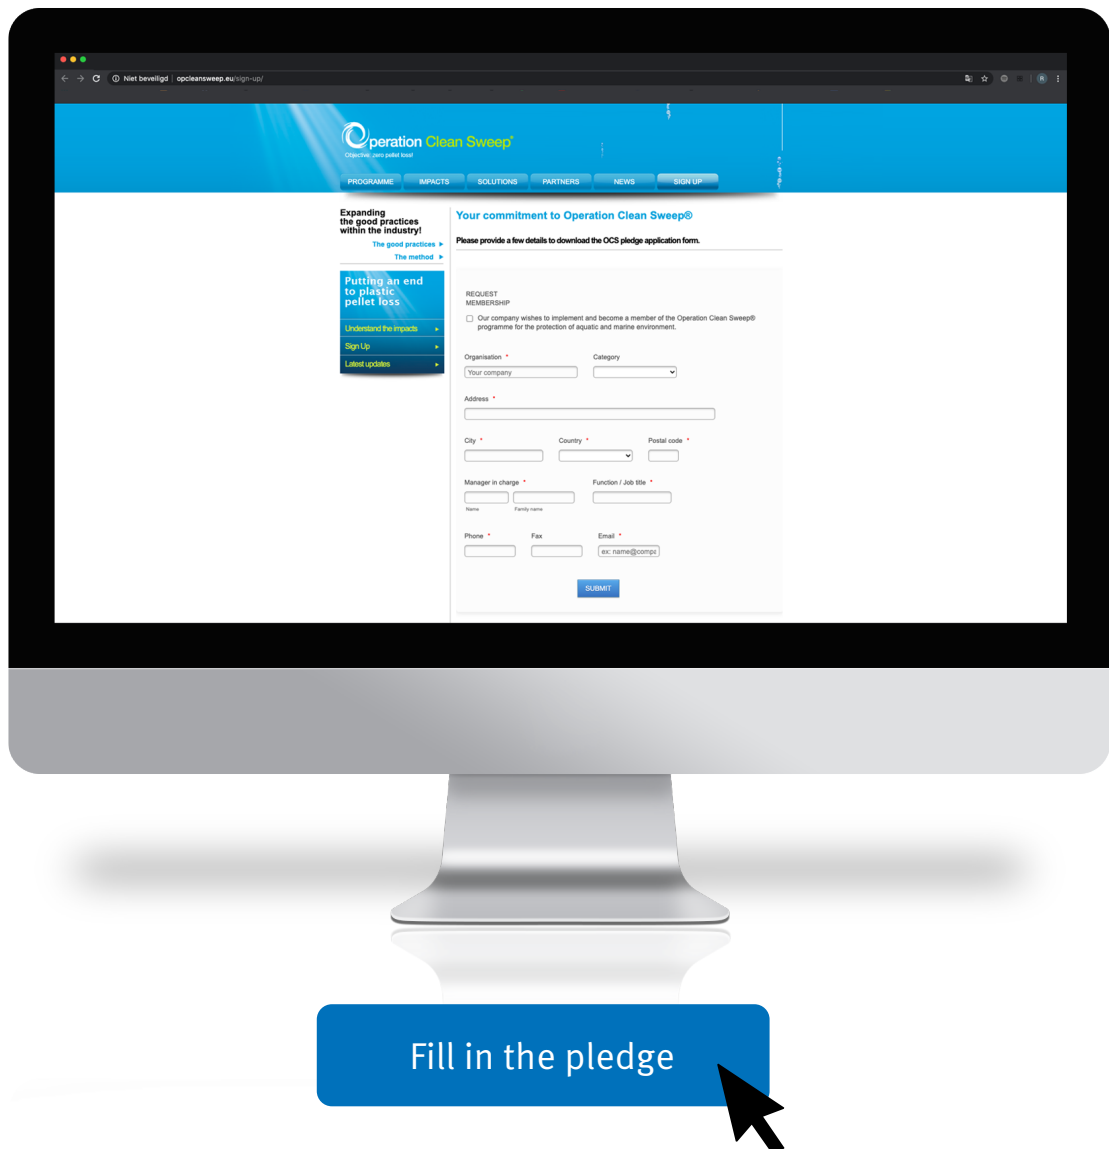 Niet beveiligd | opcleansweep.eu/sign-up/
Operation Clean Sweep®
Objective: zero pellet loss!
PROGRAMME IMPACTS SOLUTIONS PARTNERS NEWS SIGN UP
Expanding
the good practices
within the industry!
The good practices
The method
Putting an end
to plastic
pellet loss
Understand the impacts
Sign Up
Latest updates
Your commitment to Operation Clean Sweep®
Please provide a few details to download the OCS pledge application form.
REQUEST
MEMBERSHIP
Our company wishes to implement and become a member of the Operation Clean Sweep®
programme for the protection of aquatic and marine environment.
Organisation * Category
Your company
Address *
City * Country * Postal code *
Manager in charge * Function / Job title *
Name Family name
Phone * Fax Email *
ex: name@compa
SUBMIT
Fill in the pledge